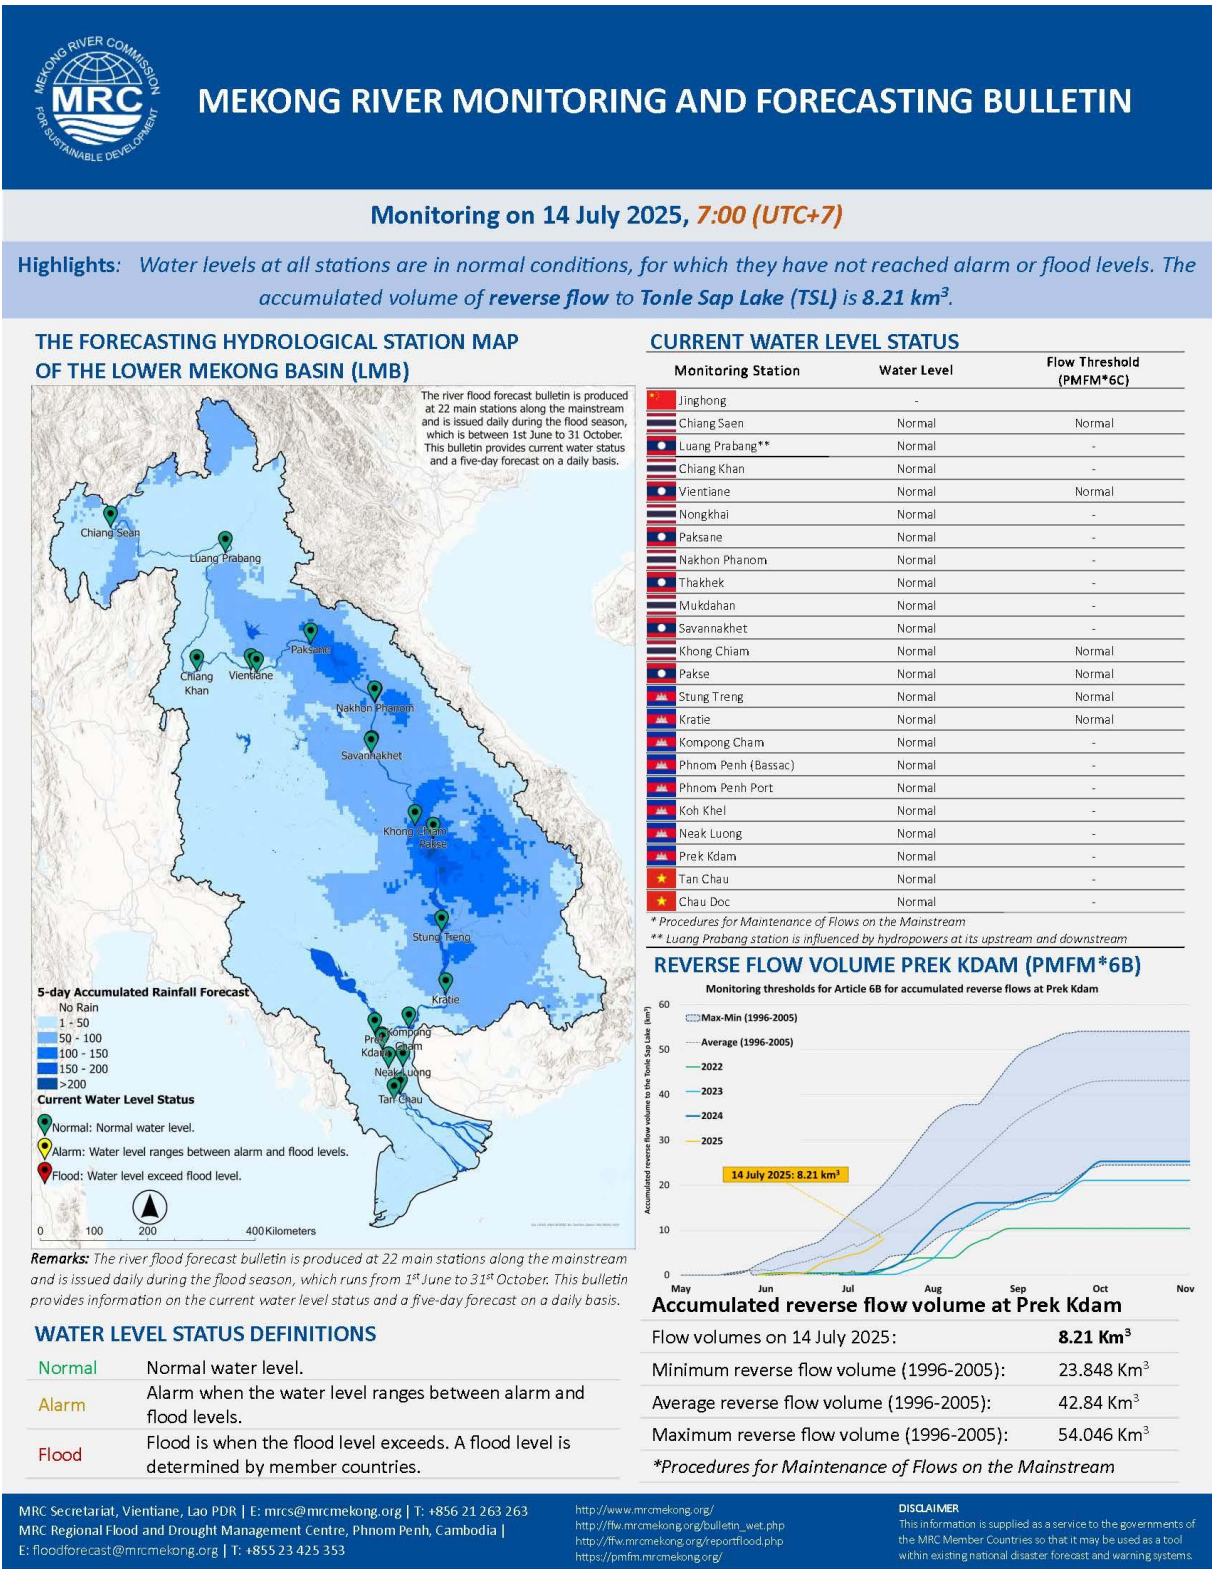 MEKONG RIVER COMMISSION
MRC
FOR SUSTAINABLE DEVELOPMENT
MEKONG RIVER MONITORING AND FORECASTING BULLETIN
Monitoring on 14 July 2025, 7:00 (UTC+7)
Highlights: Water levels at all stations are in normal conditions, for which they have not reached alarm or flood levels. The
accumulated volume of reverse flow to Tonle Sap Lake (TSL) is 8.21 km³.
THE FORECASTING HYDROLOGICAL STATION MAP
OF THE LOWER MEKONG BASIN (LMB)
The river flood forecast bulletin is produced
at 22 main stations along the mainstream
and is issued daily during the flood season,
which is between 1st June to 31 October.
This bulletin provides current water status
and a five-day forecast on a daily basis.
Chiang Sean
Luang Prabang
Paksane
Chiang
Khan
Vientiane
Nakhon Phanom
Savannakhet
Khong Chiam
Pakse
Stung Treng
Kratie
Kompong
Cham
Prek
Kdam
Neak Luong
Tan Chau
5-day Accumulated Rainfall Forecast
No Rain
1 - 50
50 - 100
100 - 150
150 - 200
>200
Current Water Level Status
Normal: Normal water level.
Alarm: Water level ranges between alarm and flood levels.
Flood: Water level exceed flood level.
0 100 200 400 Kilometers
Remarks: The river flood forecast bulletin is produced at 22 main stations along the mainstream
and is issued daily during the flood season, which runs from 1st June to 31st October. This bulletin
provides information on the current water level status and a five-day forecast on a daily basis.
WATER LEVEL STATUS DEFINITIONS
Normal Normal water level.
Alarm Alarm when the water level ranges between alarm and
flood levels.
Flood Flood is when the flood level exceeds. A flood level is
determined by member countries.
CURRENT WATER LEVEL STATUS
Monitoring Station Water Level Flow Threshold
(PMFM*6C)
Jinghong -
Chiang Saen Normal Normal
Luang Prabang** Normal -
Chiang Khan Normal -
Vientiane Normal Normal
Nongkhai Normal -
Paksane Normal -
Nakhon Phanom Normal -
Thakhek Normal -
Mukdahan Normal -
Savannakhet Normal -
Khong Chiam Normal Normal
Pakse Normal Normal
Stung Treng Normal Normal
Kratie Normal Normal
Kompong Cham Normal -
Phnom Penh (Bassac) Normal -
Phnom Penh Port Normal -
Koh Khel Normal -
Neak Luong Normal -
Prek Kdam Normal -
Tan Chau Normal -
Chau Doc Normal -
* Procedures for Maintenance of Flows on the Mainstream
** Luang Prabang station is influenced by hydropowers at its upstream and downstream
REVERSE FLOW VOLUME PREK KDAM (PMFM*6B)
Monitoring thresholds for Article 6B for accumulated reverse flows at Prek Kdam
Accumulated reverse flow volume to the Tonle Sap Lake (km³)
60
50
40
30
20
10
0
Max-Min (1996-2005)
Average (1996-2005)
2022
2023
2024
2025
14 July 2025: 8.21 km³
May Jun Jul Aug Sep Oct Nov
Accumulated reverse flow volume at Prek Kdam
Flow volumes on 14 July 2025: 8.21 Km³
Minimum reverse flow volume (1996-2005): 23.848 Km³
Average reverse flow volume (1996-2005): 42.84 Km³
Maximum reverse flow volume (1996-2005): 54.046 Km³
*Procedures for Maintenance of Flows on the Mainstream
MRC Secretariat, Vientiane, Lao PDR | E: mrcs@mrcmekong.org | T: +856 21 263 263
MRC Regional Flood and Drought Management Centre, Phnom Penh, Cambodia |
E: floodforecast@mrcmekong.org | T: +855 23 425 353
http://www.mrcmekong.org/
http://ffw.mrcmekong.org/bulletin_wet.php
http://ffw.mrcmekong.org/reportflood.php
https://pmfm.mrcmekong.org/
DISCLAIMER
This information is supplied as a service to the governments of
the MRC Member Countries so that it may be used as a tool
within existing national disaster forecast and warning systems.